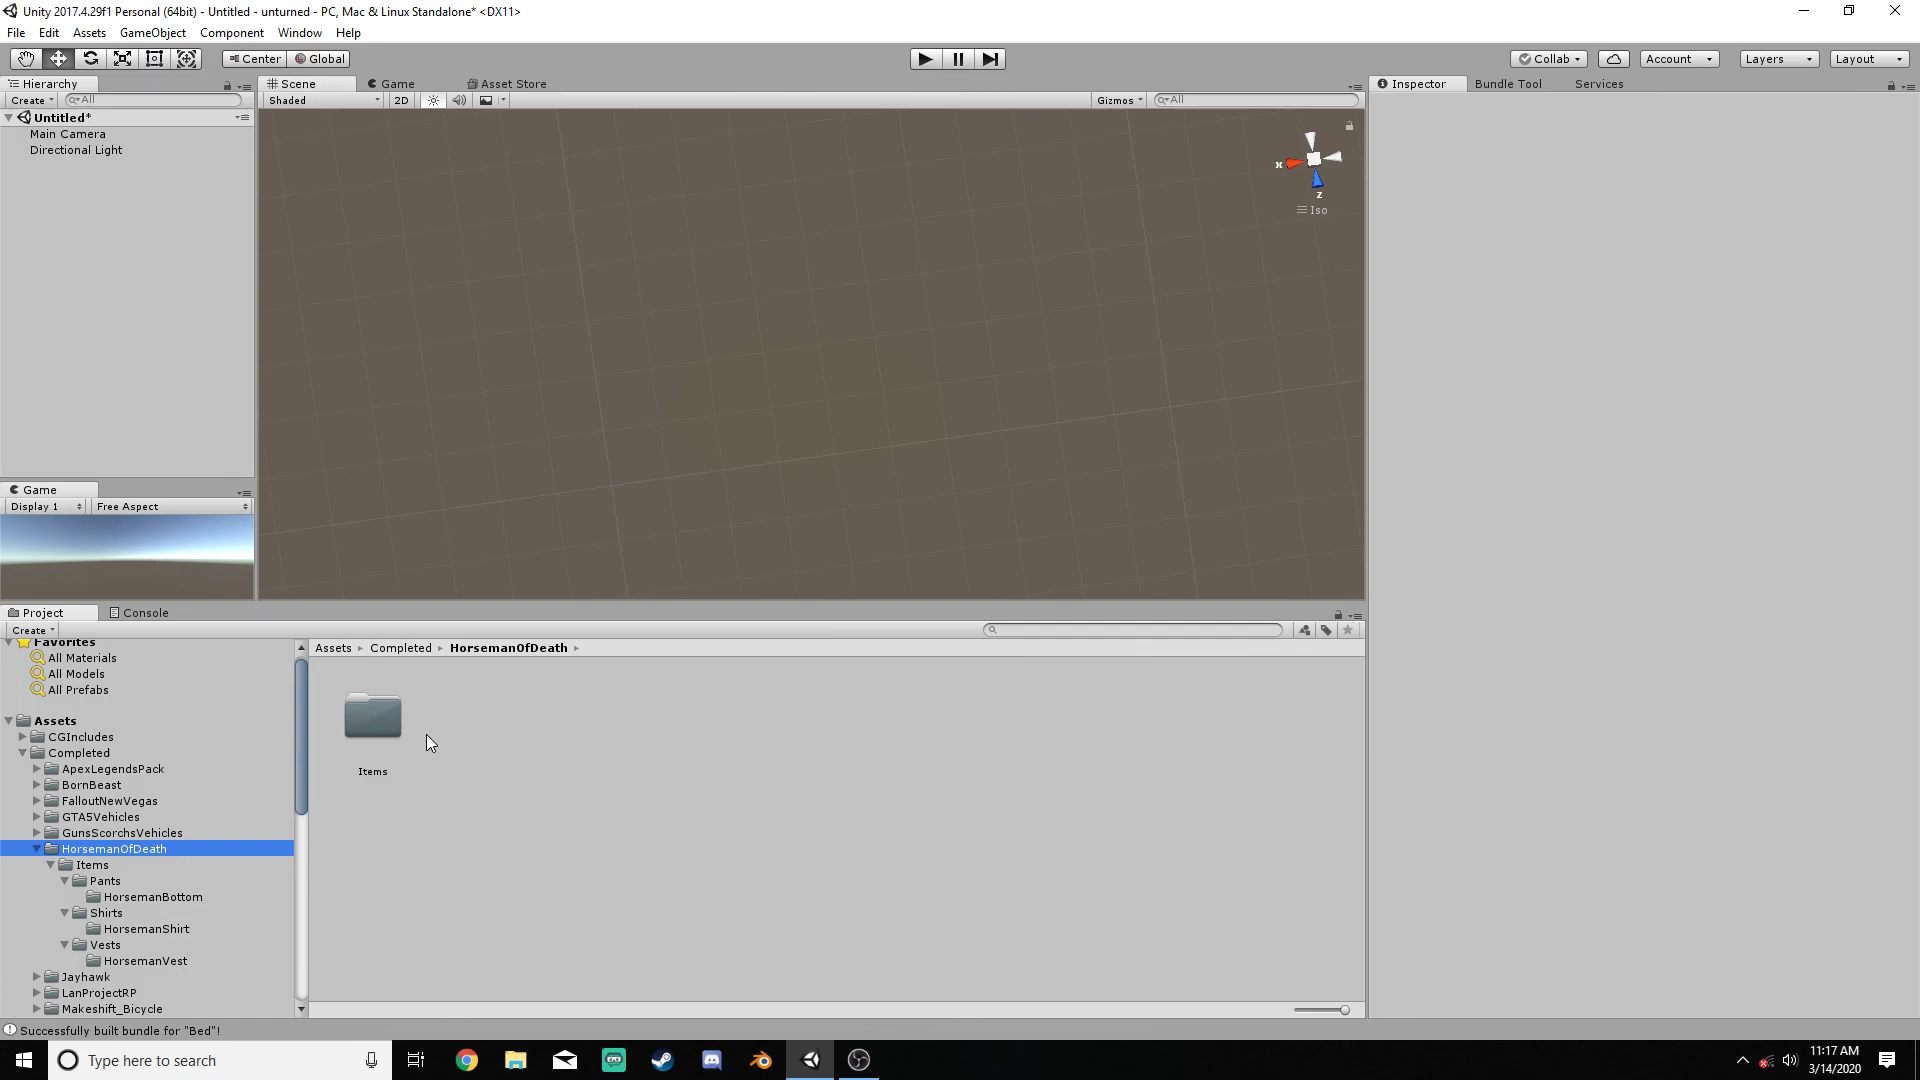 Unity 2017.4.29f1 Personal (64bit) - Untitled - unturned - PC, Mac & Linux Standalone* <DX11>
File Edit Assets GameObject Component Window Help
Center Global Collab Account Layers Layout
Hierarchy Scene Game Asset Store Inspector Bundle Tool Services
Create All Shaded 2D Gizmos All
Untitled*
Main Camera
Directional Light
x
z
Iso
Game
Display 1 Free Aspect
Project Console
Create
Favorites
All Materials
All Models
All Prefabs
Assets
CGIncludes
Completed
ApexLegendsPack
BornBeast
FalloutNewVegas
GTA5Vehicles
GunsScorchsVehicles
HorsemanOfDeath
Items
Pants
HorsemanBottom
Shirts
HorsemanShirt
Vests
HorsemanVest
Jayhawk
LanProjectRP
Makeshift_Bicycle
Assets Completed HorsemanOfDeath
Items
Successfully built bundle for "Bed"!
Type here to search
11:17 AM
3/14/2020